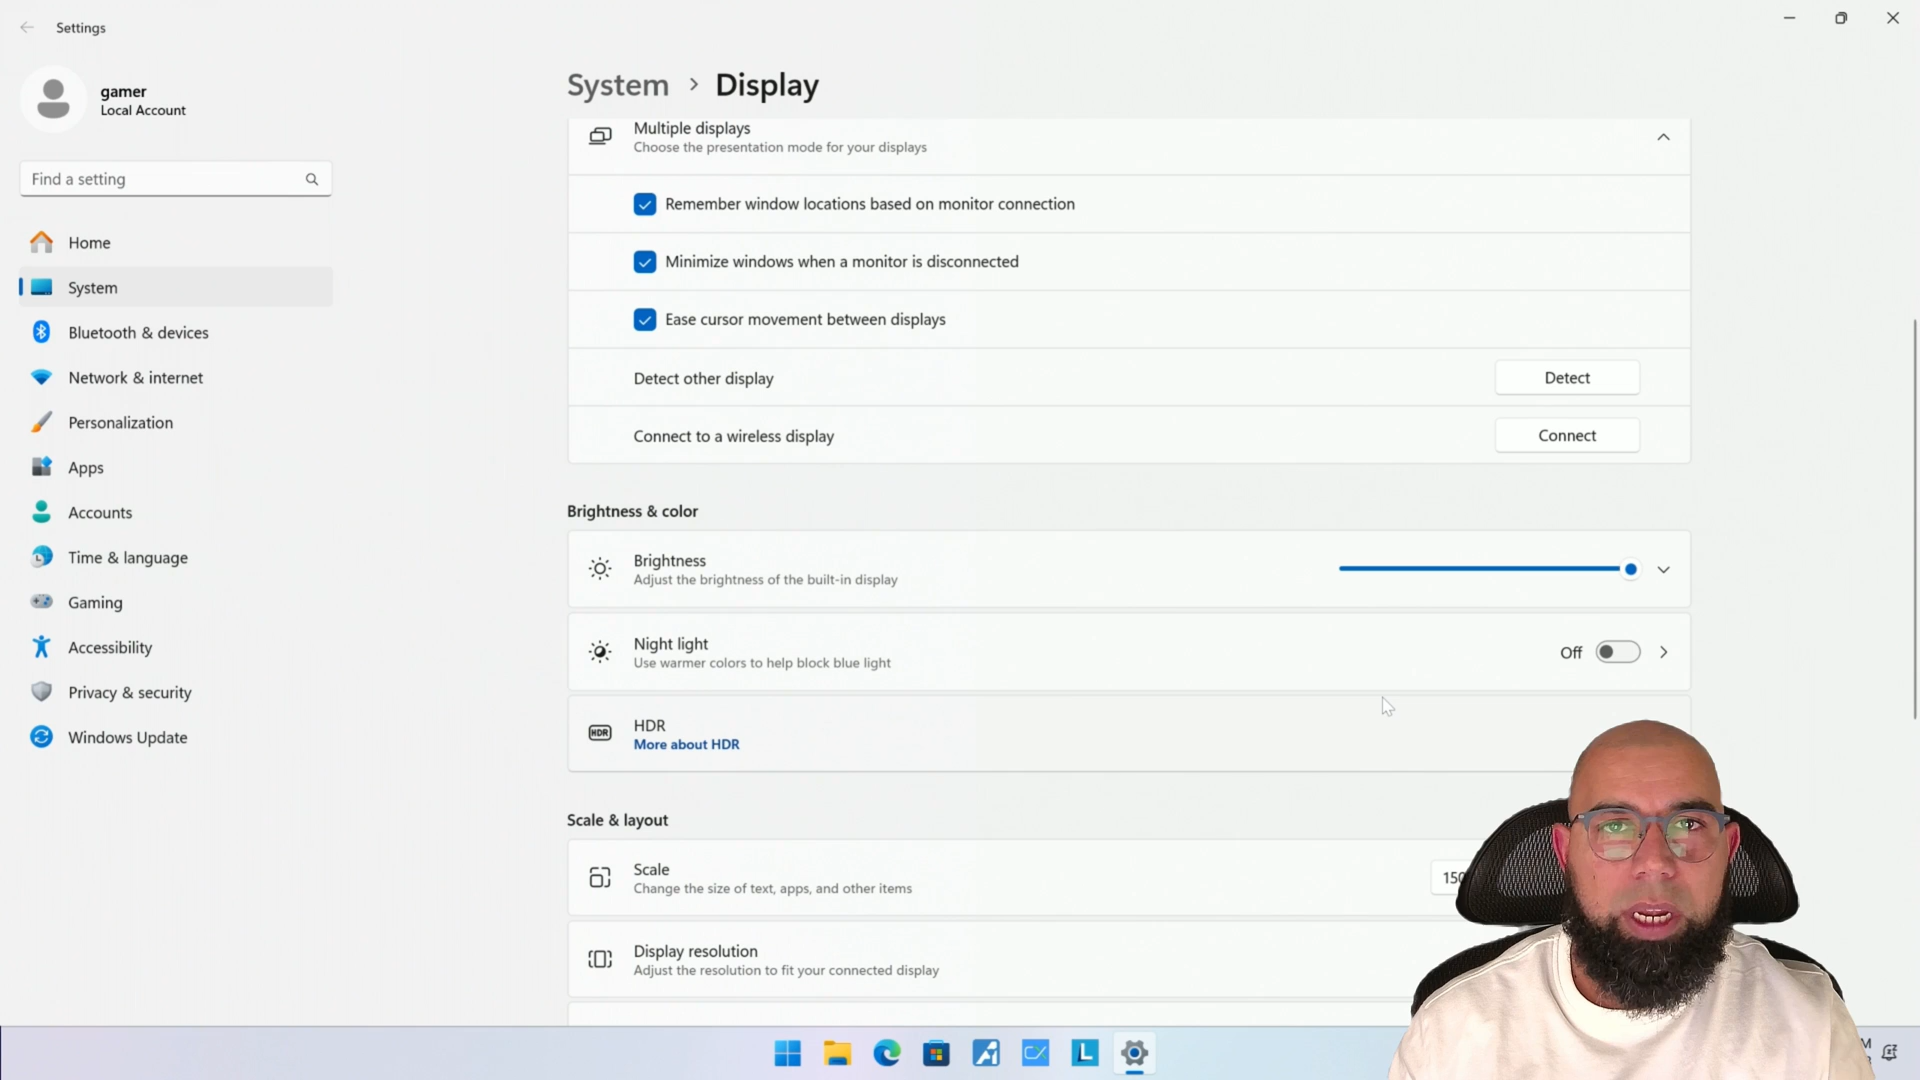 Settings
gamer
Local Account
Find a setting
Home
System
Bluetooth & devices
Network & internet
Personalization
Apps
Accounts
Time & language
Gaming
Accessibility
Privacy & security
Windows Update
System > Display
Multiple displays
Choose the presentation mode for your displays
Remember window locations based on monitor connection
Minimize windows when a monitor is disconnected
Ease cursor movement between displays
Detect other display
Detect
Connect to a wireless display
Connect
Brightness & color
Brightness
Adjust the brightness of the built-in display
Night light
Use warmer colors to help block blue light
Off
HDR
HDR
More about HDR
Scale & layout
Scale
Change the size of text, apps, and other items
150
Display resolution
Adjust the resolution to fit your connected display
L
M